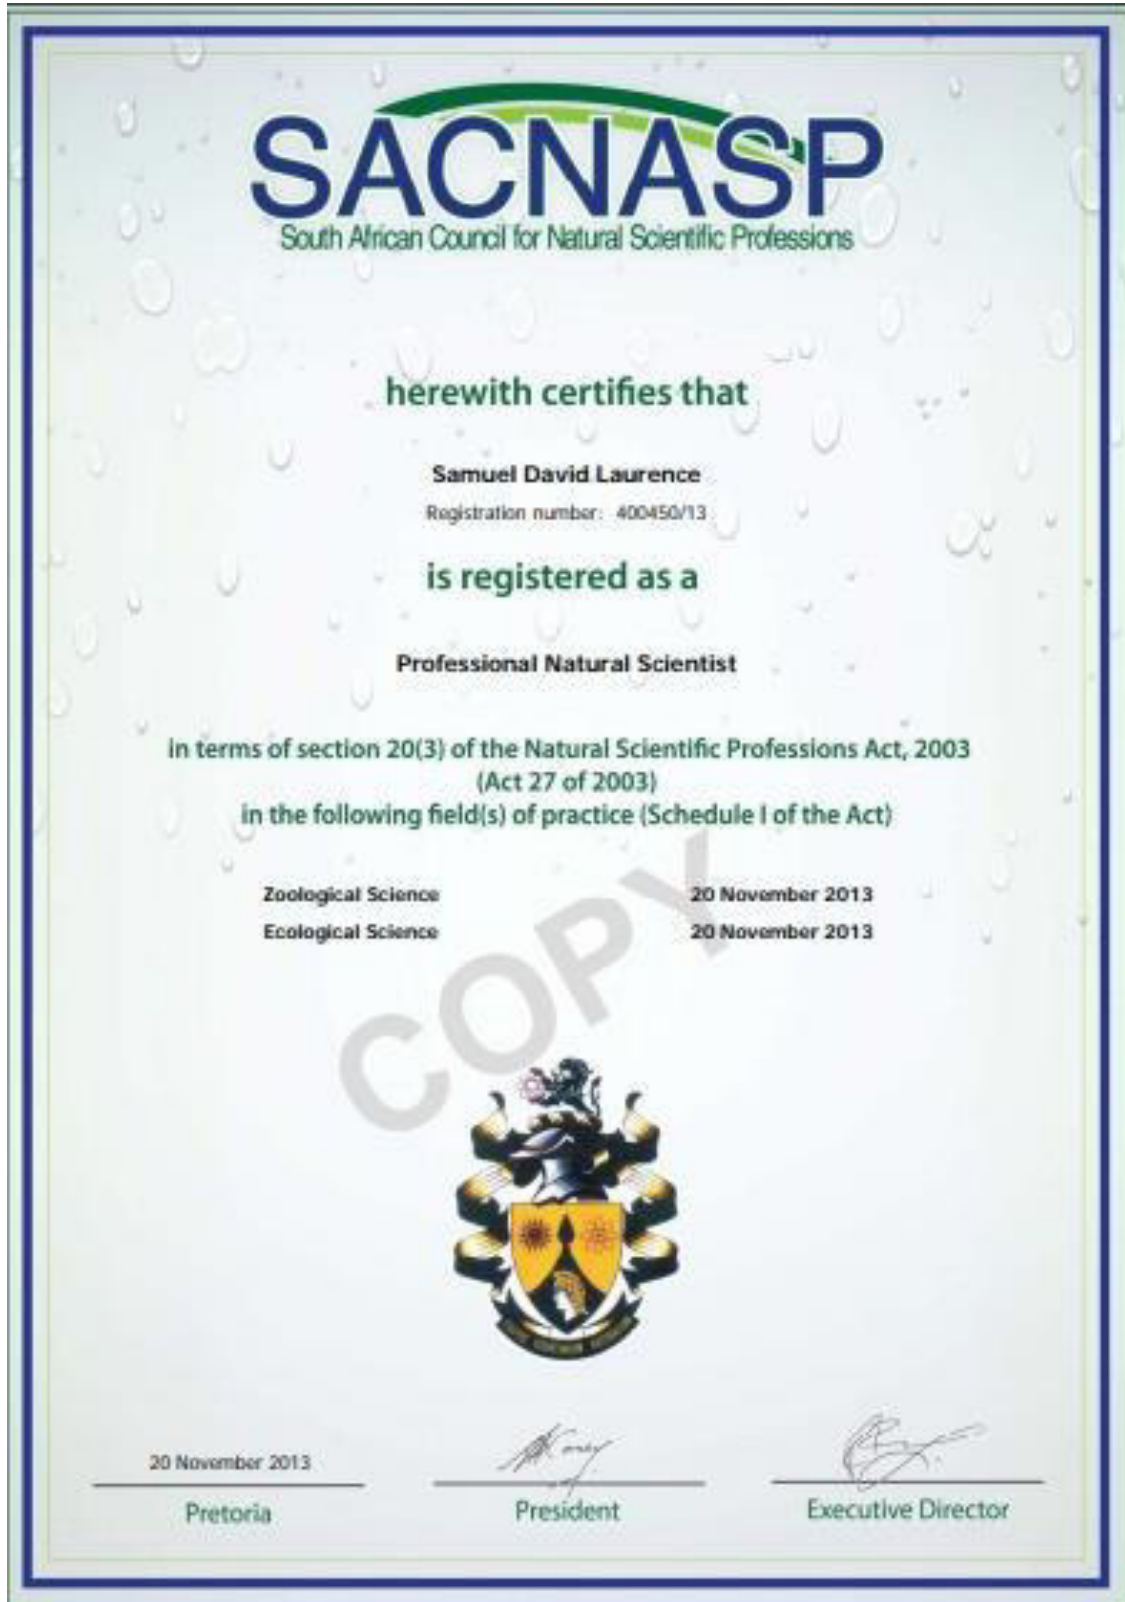 SACNASP
South African Council for Natural Scientific Professions
herewith certifies that
Samuel David Laurence
Registration number: 400450/13
is registered as a
Professional Natural Scientist
in terms of section 20(3) of the Natural Scientific Professions Act, 2003
(Act 27 of 2003)
in the following field(s) of practice (Schedule I of the Act)
Zoological Science 20 November 2013
Ecological Science 20 November 2013
COPY
20 November 2013
Pretoria
President
Executive Director